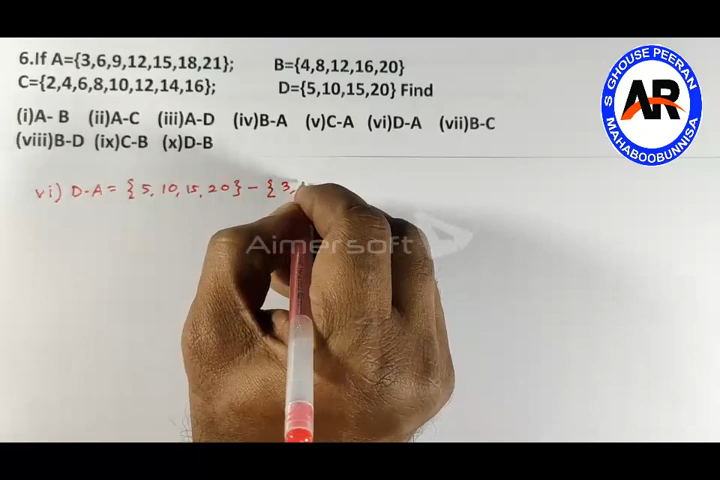 6.If A={3,6,9,12,15,18,21}; B={4,8,12,16,20}
C={2,4,6,8,10,12,14,16}; D={5,10,15,20} Find
(i)A- B (ii)A-C (iii)A-D (iv)B-A (v)C-A (vi)D-A (vii)B-C
(viii)B-D (ix)C-B (x)D-B
vi) D-A = {5, 10, 15, 20} - {3,
Aimersoft
S GHOUSE PEERAN
AR
MAHABOOBUNNISA